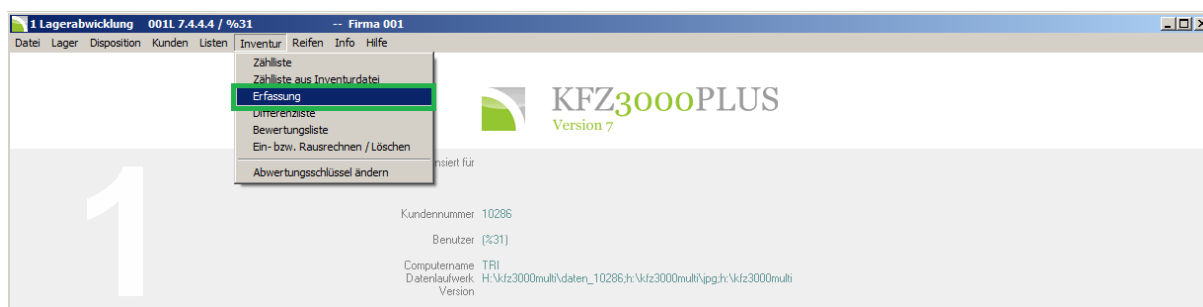 1 Lagerabwicklung 001L 7.4.4.4 / %31 -- Firma 001
Datei Lager Disposition Kunden Listen Inventur Reifen Info Hilfe
Zählliste
Zählliste aus Inventurdatei
Erfassung
Differenzliste
Bewertungsliste
Ein- bzw. Rausrechnen / Löschen
Abwertungsschlüssel ändern
KFZ3000PLUS
Version 7
1
für
Kundennummer 10286
Benutzer (%31)
Computername TRI
Datenlaufwerk H:\kfz3000multi\daten_10286;h:\kfz3000multi\jpg;h:\kfz3000multi
Version